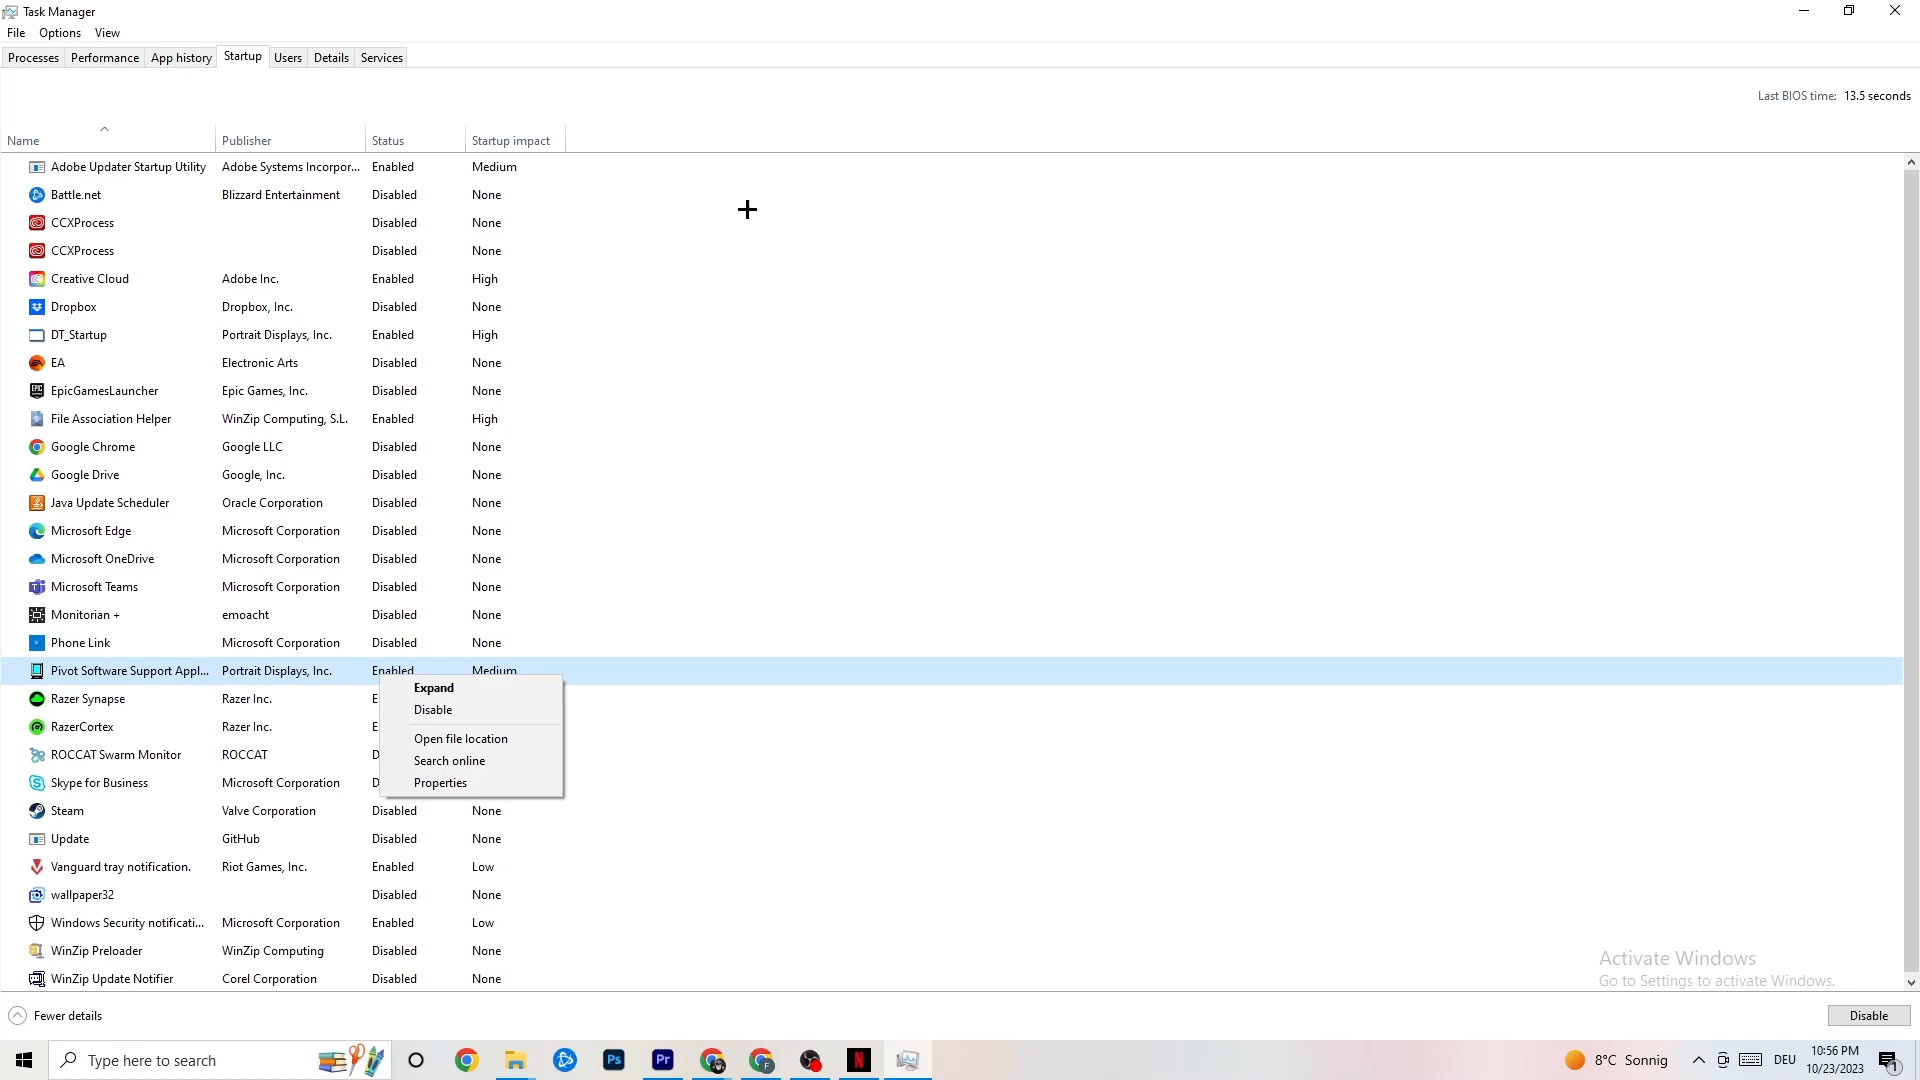 Task Manager
File Options View
Processes Performance App history Startup Users Details Services
Last BIOS time: 13.5 seconds
Name Publisher Status Startup impact
Adobe Updater Startup Utility Adobe Systems Incorpor... Enabled Medium
Battle.net Blizzard Entertainment Disabled None
CCXProcess Disabled None
CCXProcess Disabled None
Creative Cloud Adobe Inc. Enabled High
Dropbox Dropbox, Inc. Disabled None
DT_Startup Portrait Displays, Inc. Enabled High
EA Electronic Arts Disabled None
EpicGamesLauncher Epic Games, Inc. Disabled None
File Association Helper WinZip Computing, S.L. Enabled High
Google Chrome Google LLC Disabled None
Google Drive Google, Inc. Disabled None
Java Update Scheduler Oracle Corporation Disabled None
Microsoft Edge Microsoft Corporation Disabled None
Microsoft OneDrive Microsoft Corporation Disabled None
Microsoft Teams Microsoft Corporation Disabled None
Monitorian + emoacht Disabled None
Phone Link Microsoft Corporation Disabled None
Pivot Software Support Appl... Portrait Displays, Inc. Enabled Medium
Expand
Razer Synapse Razer Inc. E
Disable
RazerCortex Razer Inc. E
Open file location
ROCCAT Swarm Monitor ROCCAT D
Search online
Skype for Business Microsoft Corporation D
Properties
Steam Valve Corporation Disabled None
Update GitHub Disabled None
Vanguard tray notification. Riot Games, Inc. Enabled Low
wallpaper32 Disabled None
Windows Security notificati... Microsoft Corporation Enabled Low
WinZip Preloader WinZip Computing Disabled None
WinZip Update Notifier Corel Corporation Disabled None
Activate Windows
Go to Settings to activate Windows.
Fewer details Disable
Type here to search Ps Pr F N 8°C Sonnig DEU 10:56 PM
10/23/2023 1